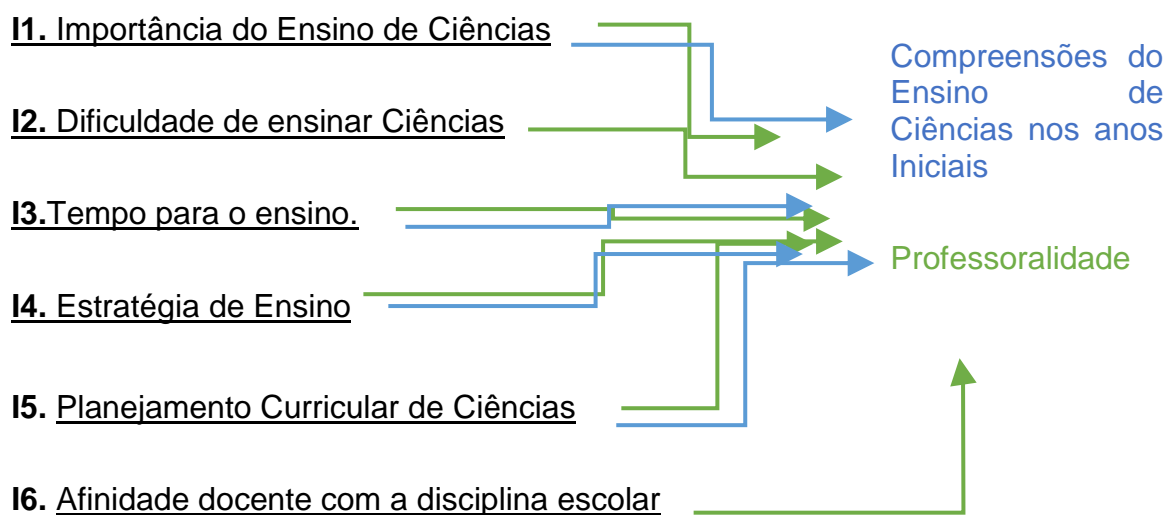 I1. Importância do Ensino de Ciências
I2. Dificuldade de ensinar Ciências
I3.Tempo para o ensino.
I4. Estratégia de Ensino
I5. Planejamento Curricular de Ciências
I6. Afinidade docente com a disciplina escolar
Compreensões do
Ensino de
Ciências nos anos
Iniciais
Professoralidade